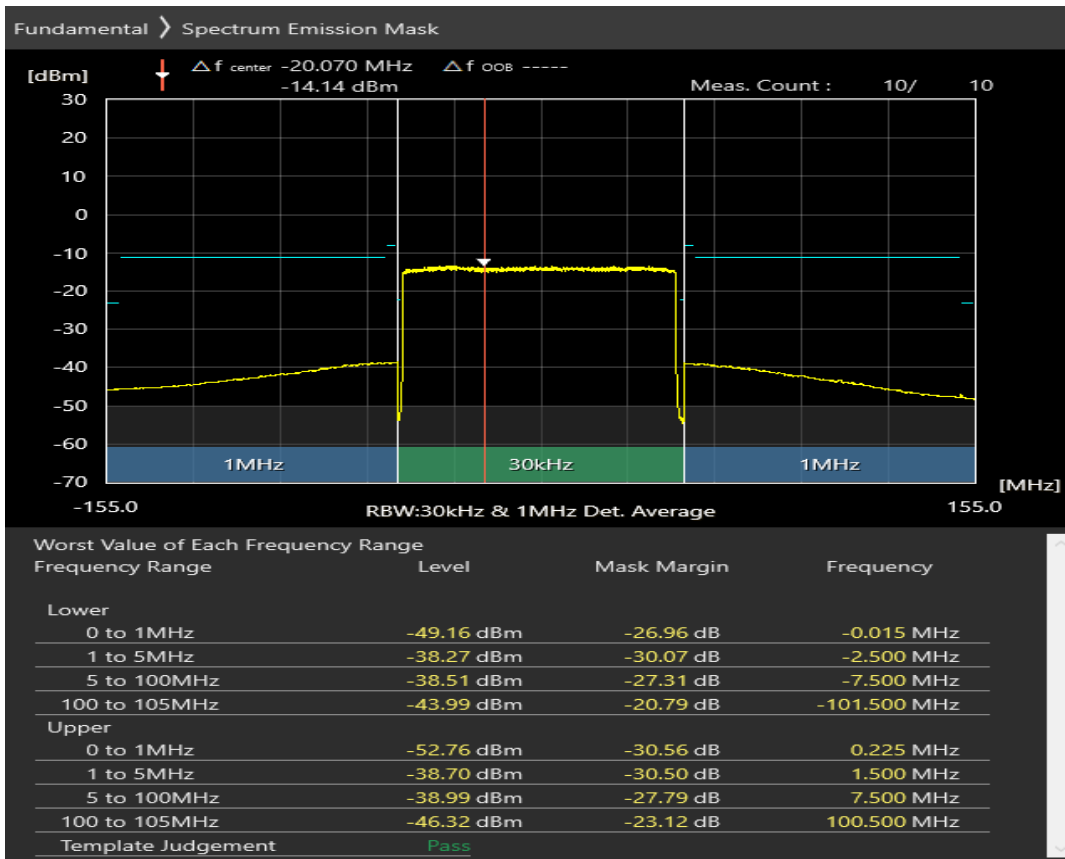 Fundamental ❯ Spectrum Emission Mask
[dBm] Δf center -20.070 MHz Δf OOB -----
-14.14 dBm Meas. Count : 10/ 10
30
20
10
0
-10
-20
-30
-40
-50
-60
1MHz 30kHz 1MHz
-70
[MHz]
-155.0 RBW:30kHz & 1MHz Det. Average 155.0
Worst Value of Each Frequency Range
Frequency Range Level Mask Margin Frequency
Lower
0 to 1MHz -49.16 dBm -26.96 dB -0.015 MHz
1 to 5MHz -38.27 dBm -30.07 dB -2.500 MHz
5 to 100MHz -38.51 dBm -27.31 dB -7.500 MHz
100 to 105MHz -43.99 dBm -20.79 dB -101.500 MHz
Upper
0 to 1MHz -52.76 dBm -30.56 dB 0.225 MHz
1 to 5MHz -38.70 dBm -30.50 dB 1.500 MHz
5 to 100MHz -38.99 dBm -27.79 dB 7.500 MHz
100 to 105MHz -46.32 dBm -23.12 dB 100.500 MHz
Template Judgement Pass